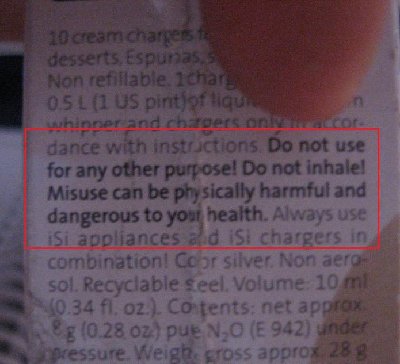 10 cream chargers f
desserts, Espumas, s
Non refillable. 1 charg
0.5 L (1 US pint) of liqu n
whipper and chargers only in accor-
dance with instructions. Do not use
for any other purpose! Do not inhale!
Misuse can be physically harmful and
dangerous to your health. Always use
iSi appliances and iSi chargers in
combination! Color silver. Non aero-
sol. Recyclable steel. Volume: 10 ml
(0.34 fl. oz.). Contents: net approx.
8 g (0.28 oz.) pure N₂O (E 942) under
pressure. Weigh. gross approx. 28 g